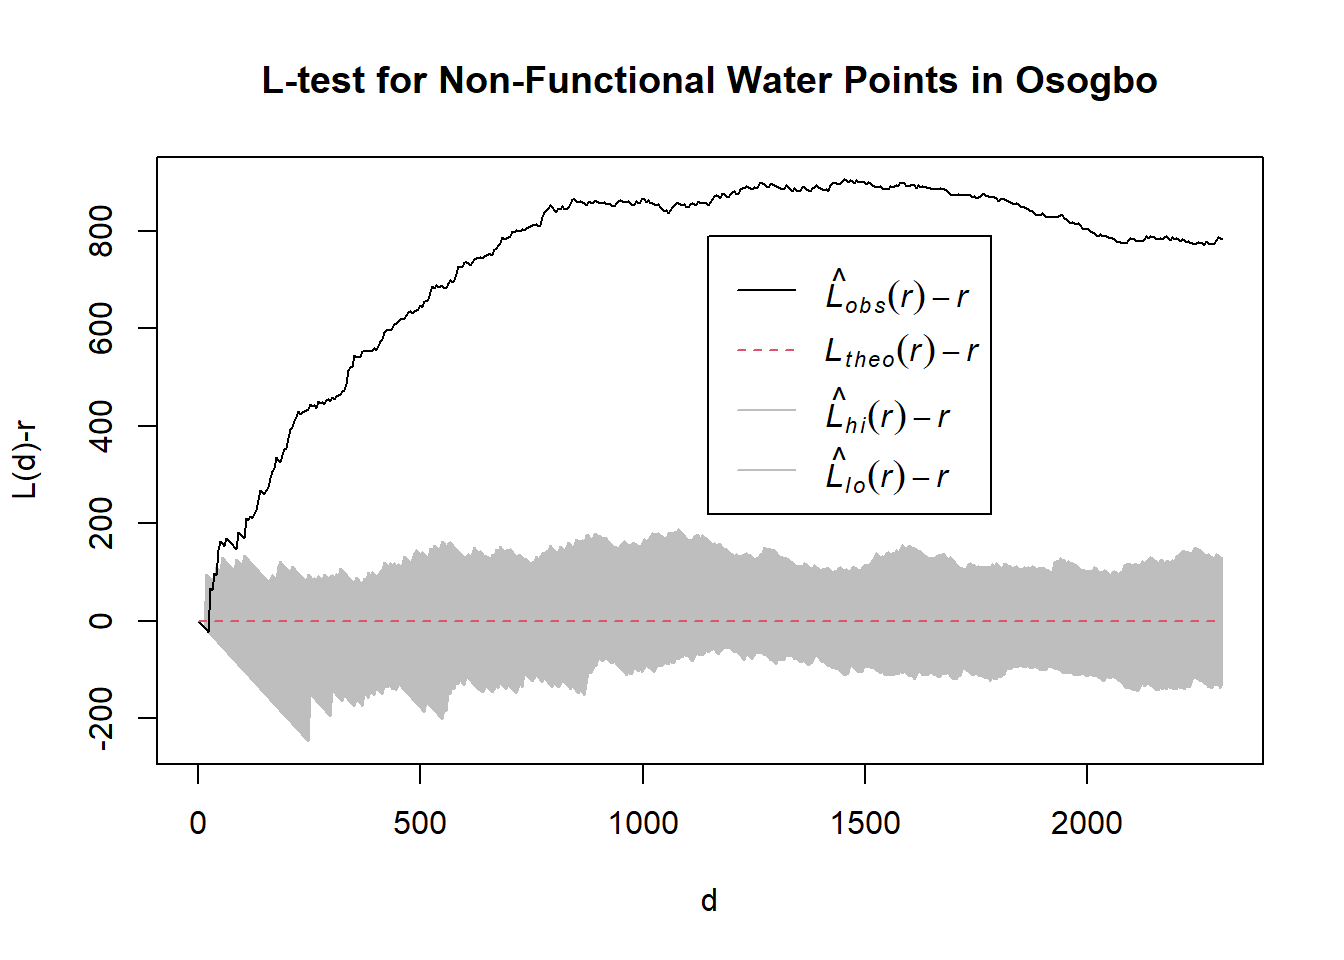 L-test for Non-Functional Water Points in Osogbo
L(d)-r
800
600
400
200
0
-200
L̂obs(r) − r
Ltheo(r) − r
L̂hi(r) − r
L̂lo(r) − r
0 500 1000 1500 2000
d